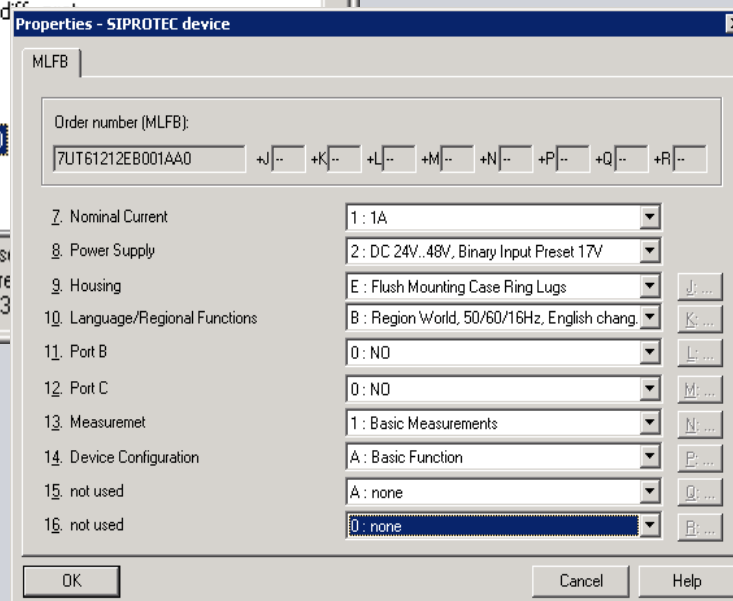 Properties - SIPROTEC device
MLFB
Order number (MLFB):
7UT61212EB001AA0 +J -- +K -- +L -- +M -- +N -- +P -- +Q -- +R --
7. Nominal Current 1 : 1A
8. Power Supply 2 : DC 24V..48V, Binary Input Preset 17V
9. Housing E : Flush Mounting Case Ring Lugs J: ...
10. Language/Regional Functions B : Region World, 50/60/16Hz, English chang. K: ...
11. Port B 0 : NO L: ...
12. Port C 0 : NO M: ...
13. Measuremet 1 : Basic Measurements N: ...
14. Device Configuration A : Basic Function P: ...
15. not used A : none Q: ...
16. not used 0 : none R: ...
OK Cancel Help